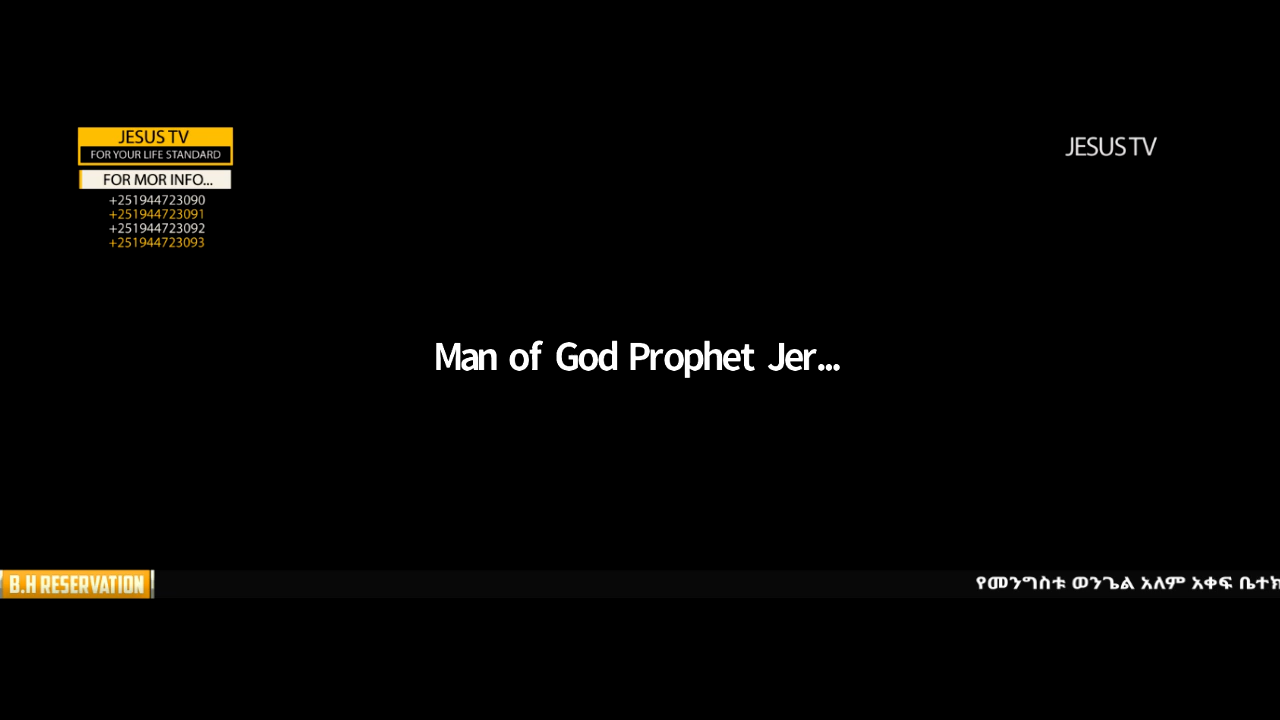 JESUS TV
FOR YOUR LIFE STANDARD
FOR MOR INFO...
+251944723090
+251944723091
+251944723092
+251944723093
JESUS TV
Man of God Prophet Jer...
B.H RESERVATION
የመንግስቱ ወንጌል አለም አቀፍ ቤተክ